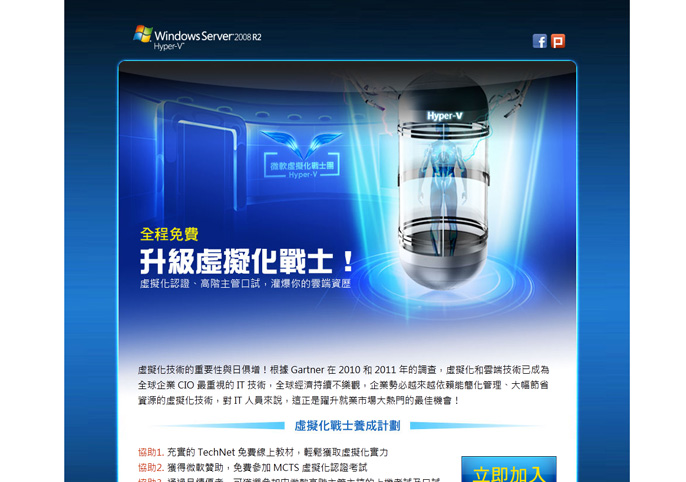 Windows Server 2008 R2
Hyper-V
Hyper-V
微軟虛擬化戰士團
Hyper-V
全程免費
升級虛擬化戰士！
虛擬化認證、高階主管口試，灌爆你的雲端資歷
虛擬化技術的重要性與日俱增！根據 Gartner 在 2010 和 2011 年的調查，虛擬化和雲端技術已成為
全球企業 CIO 最重視的 IT 技術，全球經濟持續不樂觀，企業勢必越來越依賴能簡化管理、大幅節省
資源的虛擬化技術，對 IT 人員來說，這正是躍升就業市場大熱門的最佳機會！
虛擬化戰士養成計劃
協助1. 充實的 TechNet 免費線上教材，輕鬆獲取虛擬化實力
協助2. 獲得微軟贊助，免費參加 MCTS 虛擬化認證考試
立即加入